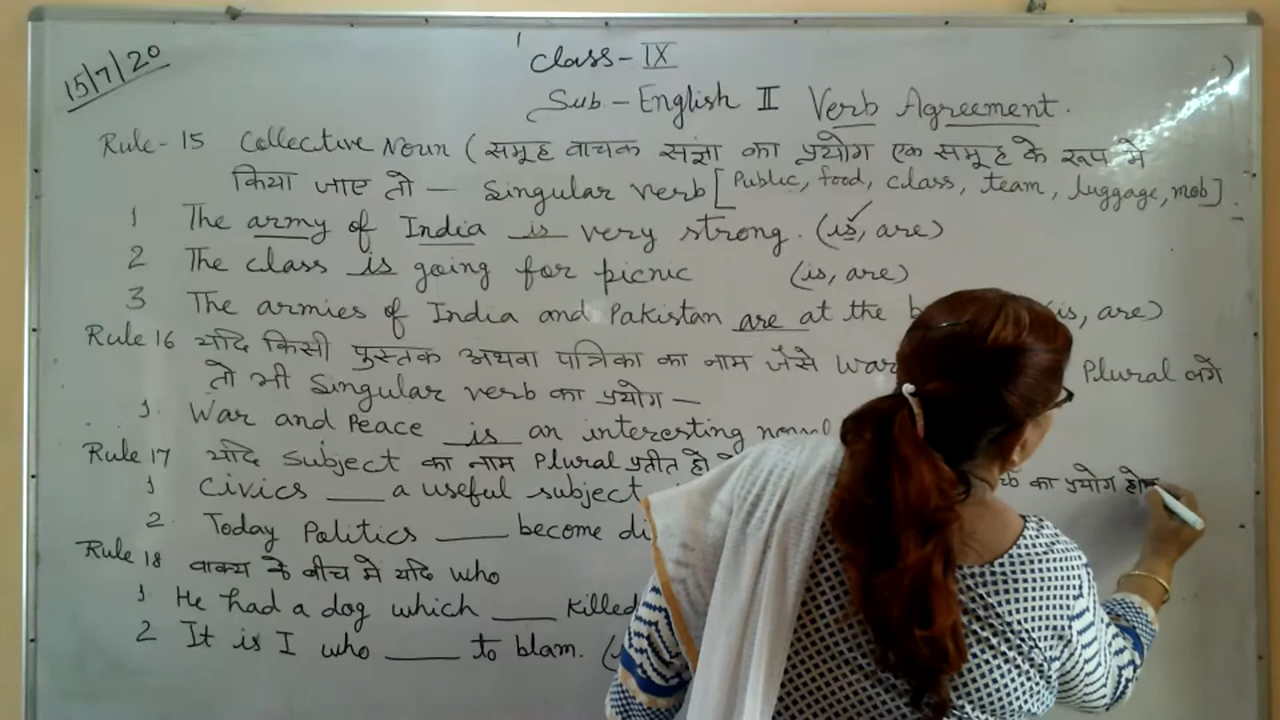 15/7/20
Class-IX
Sub-English II Verb Agreement.
Rule-15 Collective Noun (समूह वाचक संज्ञा का प्रयोग एक समूह के रूप मे
किया जाए तो — Singular verb [Public, food, class, team, luggage, mob].
1 The army of India is very strong. (is, are)
2 The class is going for picnic (is, are)
3 The armies of India and Pakistan are at the (is, are)
Rule 16 यदि किसी पुस्तक अथवा पत्रिका का नाम जैसे War Plural लगे
तो भी Singular verb का प्रयोग —
1. War and Peace is an interesting
Rule 17 यदि Subject का नाम Plural प्रतीत हो का प्रयोग
1 Civics ___ a useful subject
2. Today Politics ___ become
Rule 18 वाक्य के बीच मे यदि who
1. He had a dog which ___ killed
2 It is I who ___ to blam.